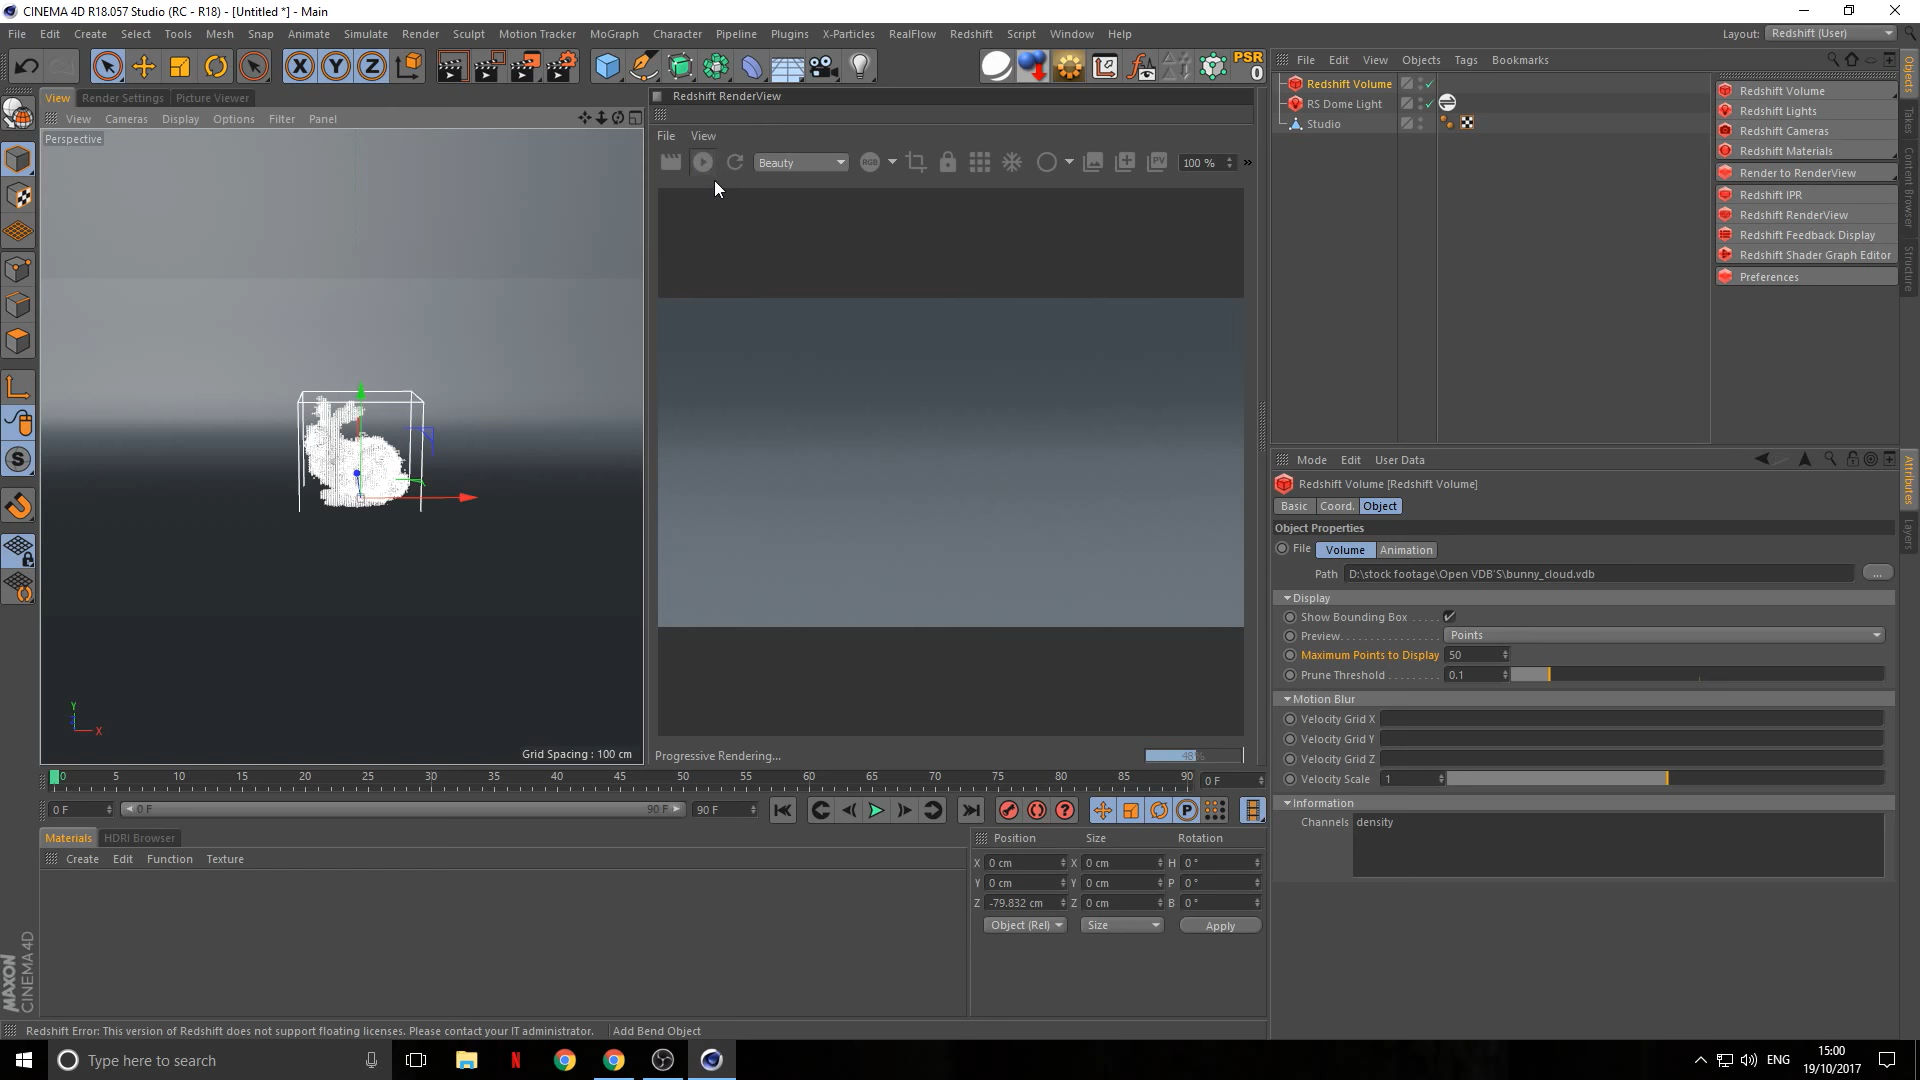 CINEMA 4D R18.057 Studio (RC - R18) - [Untitled *] - Main
File Edit Create Select Tools Mesh Snap Animate Simulate Render Sculpt Motion Tracker MoGraph Character Pipeline Plugins X-Particles RealFlow Redshift Script Window Help
Layout: Redshift (User)
X Y Z
PSR
0
View Render Settings Picture Viewer
View Cameras Display Options Filter Panel
Perspective
Redshift RenderView
File View
Beauty RGB PV 100 %
Progressive Rendering...
48%
Y
Z
X
Grid Spacing : 100 cm
File Edit View Objects Tags Bookmarks
Redshift Volume
RS Dome Light
Studio
Redshift Volume
Redshift Lights
Redshift Cameras
Redshift Materials
Render to RenderView
Redshift IPR
Redshift RenderView
Redshift Feedback Display
Redshift Shader Graph Editor
Preferences
Objects
Takes
Content Browser
Structure
Mode Edit User Data
Redshift Volume [Redshift Volume]
Basic Coord. Object
Object Properties
File Volume Animation
Path D:\stock footage\Open VDB'S\bunny_cloud.vdb ...
Display
Show Bounding Box . . . . .
Preview. . . . . . . . . . . . . . . Points
Maximum Points to Display 50
Prune Threshold . . . . . . . . 0.1
Motion Blur
Velocity Grid X
Velocity Grid Y
Velocity Grid Z
Velocity Scale 1
Information
Channels density
Attributes
Layers
0 5 10 15 20 25 30 35 40 45 50 55 60 65 70 75 80 85 90 0 F
0 F 0 F 90 F 90 F
P
Materials HDRI Browser
Create Edit Function Texture
Position Size Rotation
X 0 cm X 0 cm H 0 °
Y 0 cm Y 0 cm P 0 °
Z -79.832 cm Z 0 cm B 0 °
Object (Rel) Size Apply
MAXON
CINEMA 4D
Redshift Error: This version of Redshift does not support floating licenses. Please contact your IT administrator. Add Bend Object
Type here to search
N
ENG
15:00
19/10/2017